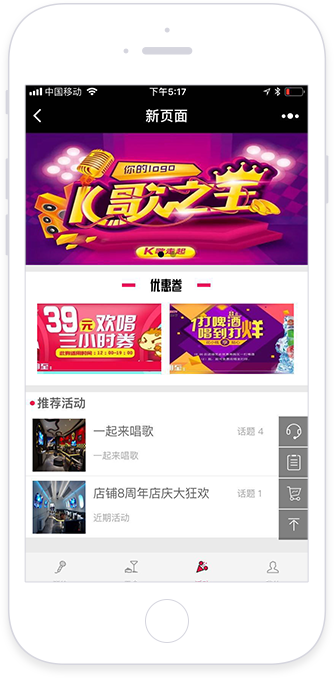 中国移动
下午5:17
新页面
你的logo
K歌之王
K歌走起
优惠卷
39元欢唱
三小时券
1打啤酒
唱到打烊
推荐活动
一起来唱歌
话题 4
一起来唱歌
店铺8周年店庆大狂欢
话题 1
近期活动